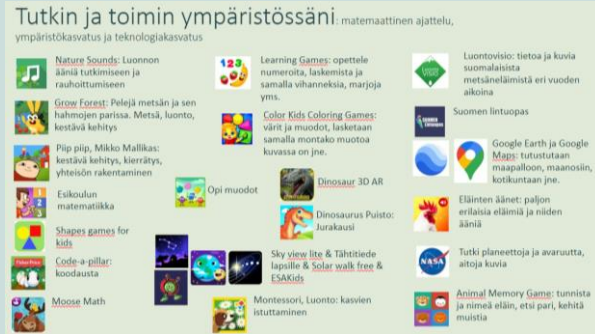 Tutkin ja toimin ympäristössäni: matemaattinen ajattelu,
ympäristökasvatus ja teknologiakasvatus
Nature Sounds: Luonnon
ääniä tutkimiseen ja
rauhoittumiseen
Grow Forest: Pelejä metsän ja sen
hahmojen parissa. Metsä, luonto,
kestävä kehitys
Piip piip, Mikko Mallikas:
kestävä kehitys, kierrätys,
yhteisön rakentaminen
Esikoulun
matematiikka
Shapes games for
kids
Code-a-pillar:
koodausta
Moose Math
Learning Games: opettele
numeroita, laskemista ja
samalla vihanneksia, marjoja
yms.
Color Kids Coloring Games:
värit ja muodot, lasketaan
samalla montako muotoa
kuvassa on jne.
Opi muodot
Dinosaur 3D AR
Dinosaurus Puisto:
Jurakausi
Sky view lite & Tähtitiede
lapsille & Solar walk free &
ESAKids
Montessori, Luonto: kasvien
istuttaminen
Luontovisio: tietoa ja kuvia
suomalaisista
metsäneläimistä eri vuoden
aikoina
Suomen lintuopas
Google Earth ja Google
Maps: tutustutaan
maapalloon, maanosiin,
kotikuntaan jne.
Eläinten äänet: paljon
erilaisia eläimiä ja niiden
ääniä
NASA
Tutki planeettoja ja avaruutta,
aitoja kuvia
Animal Memory Game: tunnista
ja nimeä eläin, etsi pari, kehitä
muistia
123
Fisher-Price